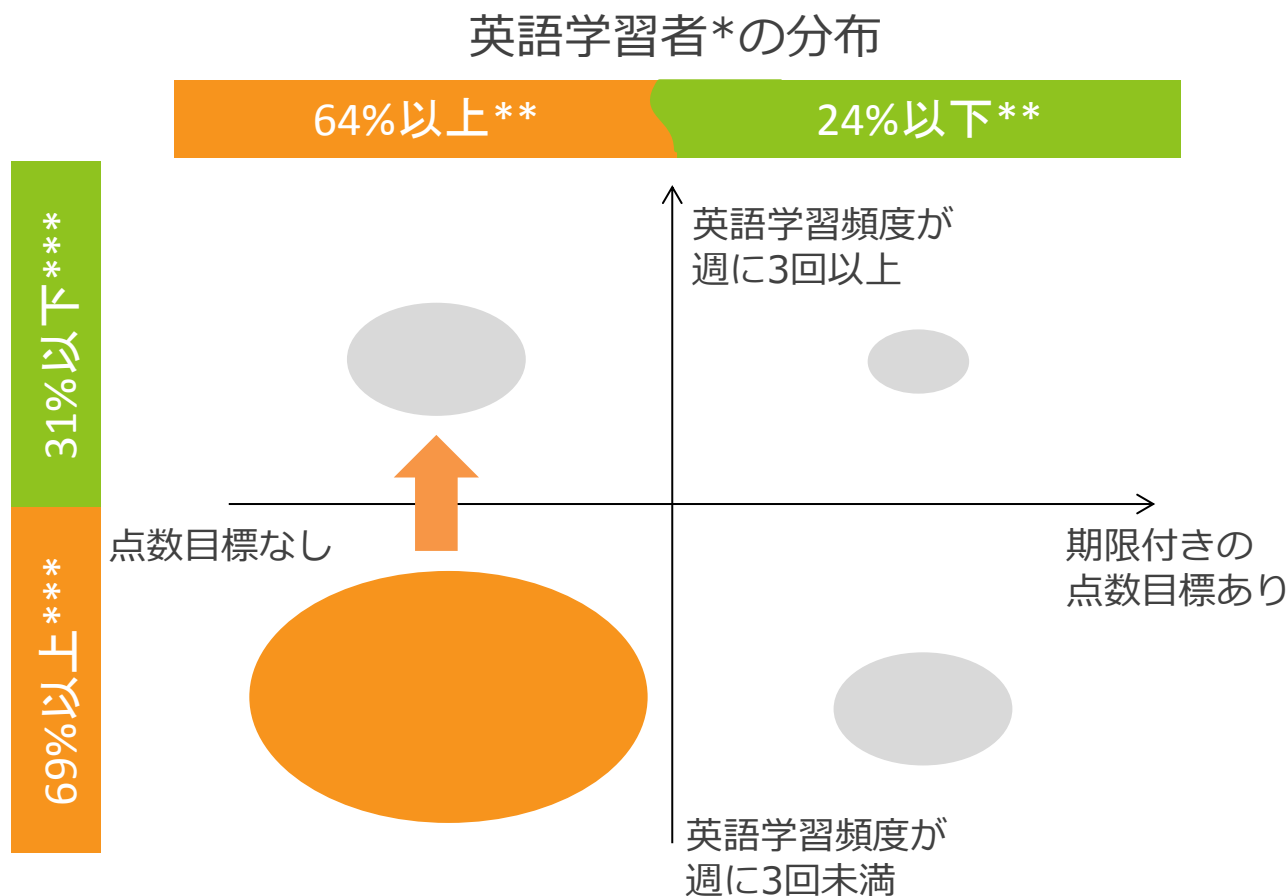 英語学習者*の分布
64%以上**
24%以下**
31%以下***
69%以上***
英語学習頻度が
週に3回以上
点数目標なし
期限付きの
点数目標あり
英語学習頻度が
週に3回未満